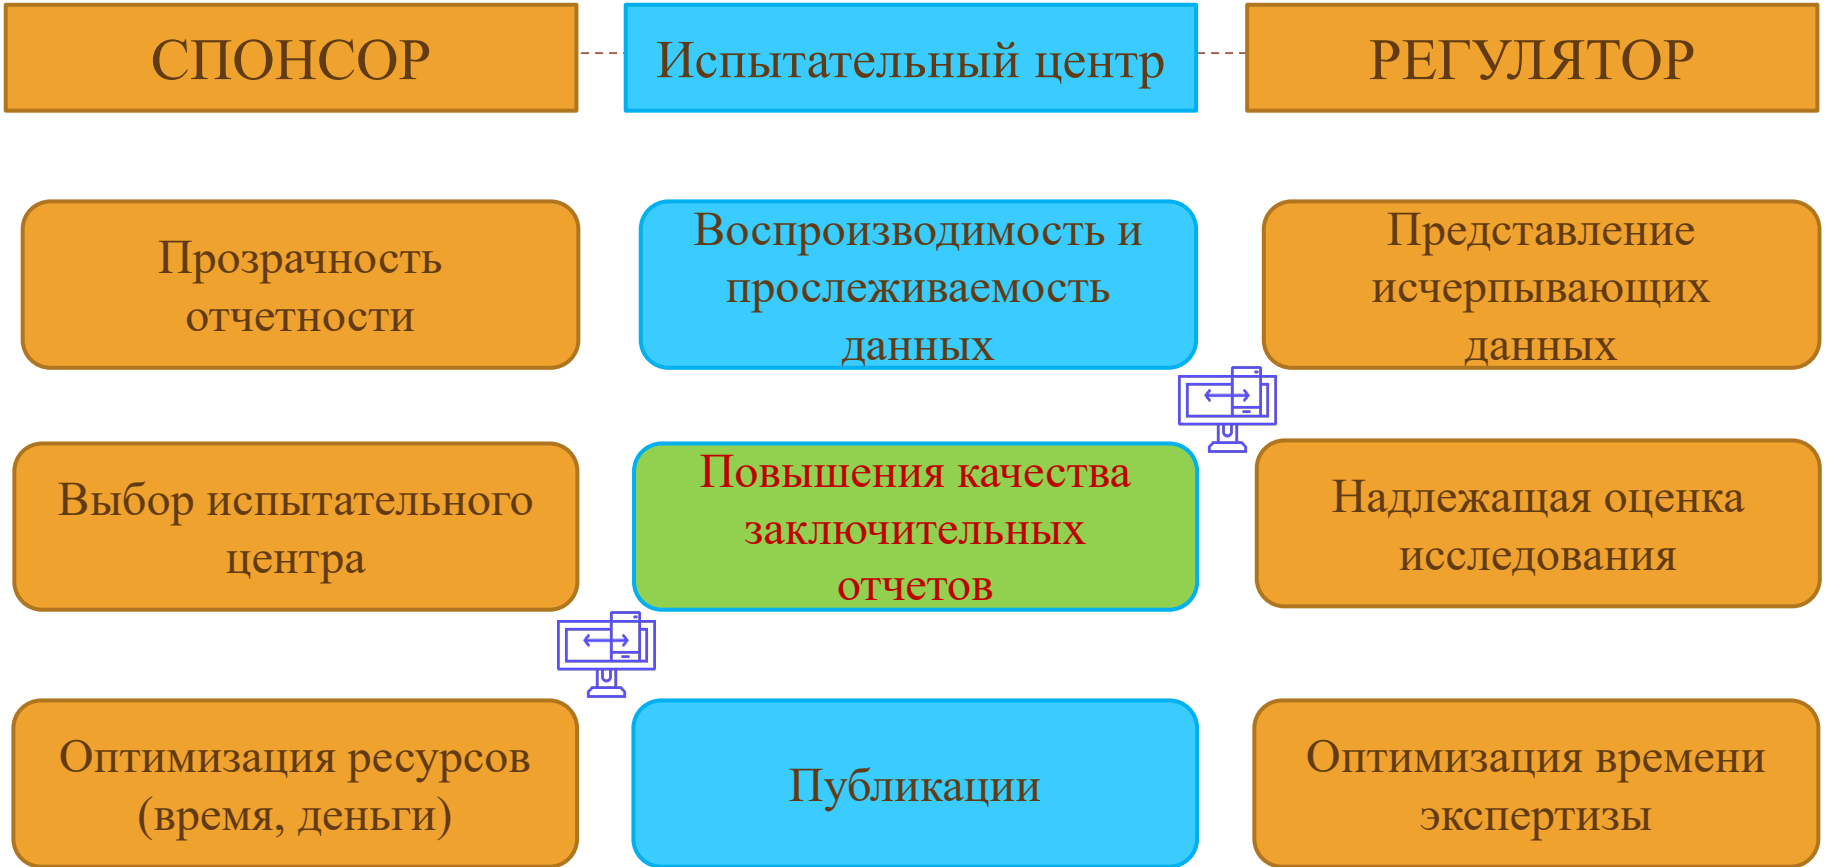 СПОНСОР
Испытательный центр
РЕГУЛЯТОР
Прозрачность
отчетности
Воспроизводимость и
прослеживаемость
данных
Представление
исчерпывающих
данных
Выбор испытательного
центра
Повышения качества
заключительных
отчетов
Надлежащая оценка
исследования
Оптимизация ресурсов
(время, деньги)
Публикации
Оптимизация времени
экспертизы